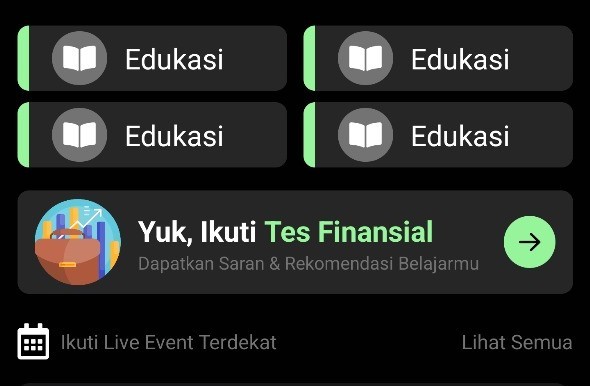 Edukasi
Edukasi
Edukasi
Edukasi
Yuk, Ikuti Tes Finansial
Dapatkan Saran & Rekomendasi Belajarmu
Ikuti Live Event Terdekat
Lihat Semua